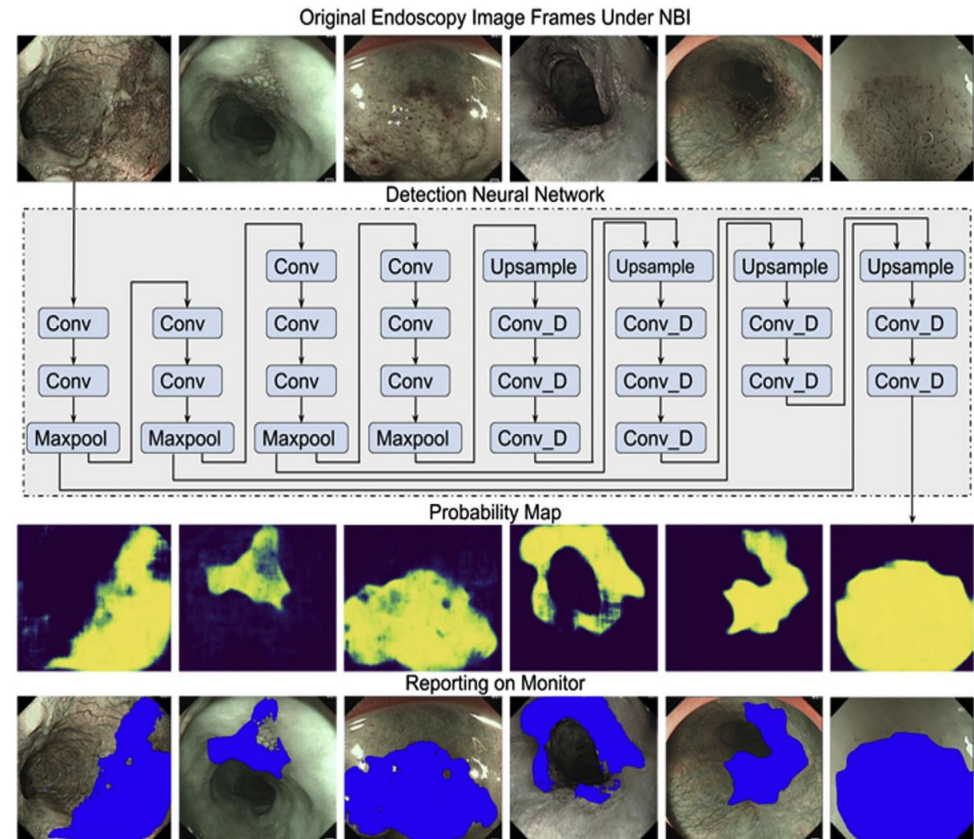 Original Endoscopy Image Frames Under NBI
Detection Neural Network
Conv Conv Upsample Upsample Upsample Upsample
Conv Conv Conv Conv Conv_D Conv_D Conv_D Conv_D
Conv Conv Conv Conv Conv_D Conv_D Conv_D Conv_D
Maxpool Maxpool Maxpool Maxpool Conv_D Conv_D
Probability Map
Reporting on Monitor